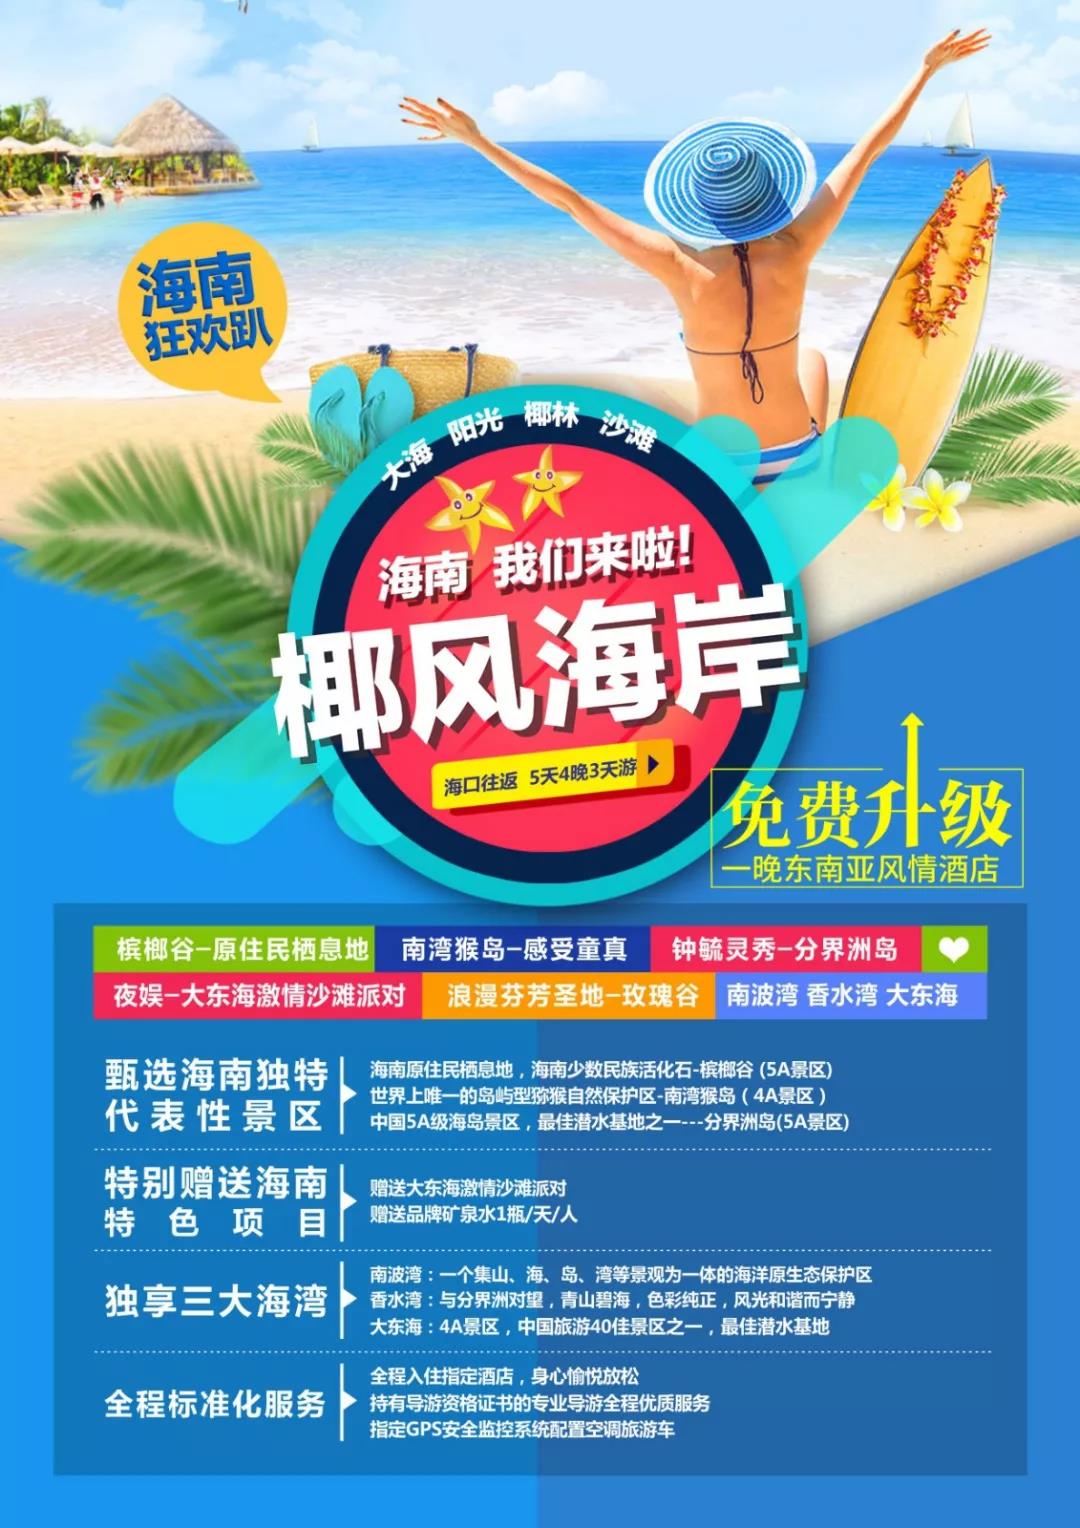 海南
狂欢趴
大海 阳光 椰林 沙滩
海南 我们来啦!
椰风海岸
海口往返 5天4晚3天游
免费升级
一晚东南亚风情酒店
槟榔谷-原住民栖息地
南湾猴岛-感受童真
钟毓灵秀-分界洲岛
夜娱-大东海激情沙滩派对
浪漫芬芳圣地-玫瑰谷
南波湾 香水湾 大东海
甄选海南独特
代表性景区
海南原住民栖息地，海南少数民族活化石-槟榔谷 (5A景区)
世界上唯一的岛屿型猕猴自然保护区-南湾猴岛（4A景区）
中国5A级海岛景区，最佳潜水基地之一---分界洲岛(5A景区)
特别赠送海南
特色项目
赠送大东海激情沙滩派对
赠送品牌矿泉水1瓶/天/人
独享三大海湾
南波湾：一个集山、海、岛、湾等景观为一体的海洋原生态保护区
香水湾：与分界洲对望，青山碧海，色彩纯正，风光和谐而宁静
大东海：4A景区，中国旅游40佳景区之一，最佳潜水基地
全程标准化服务
全程入住指定酒店，身心愉悦放松
持有导游资格证书的专业导游全程优质服务
指定GPS安全监控系统配置空调旅游车